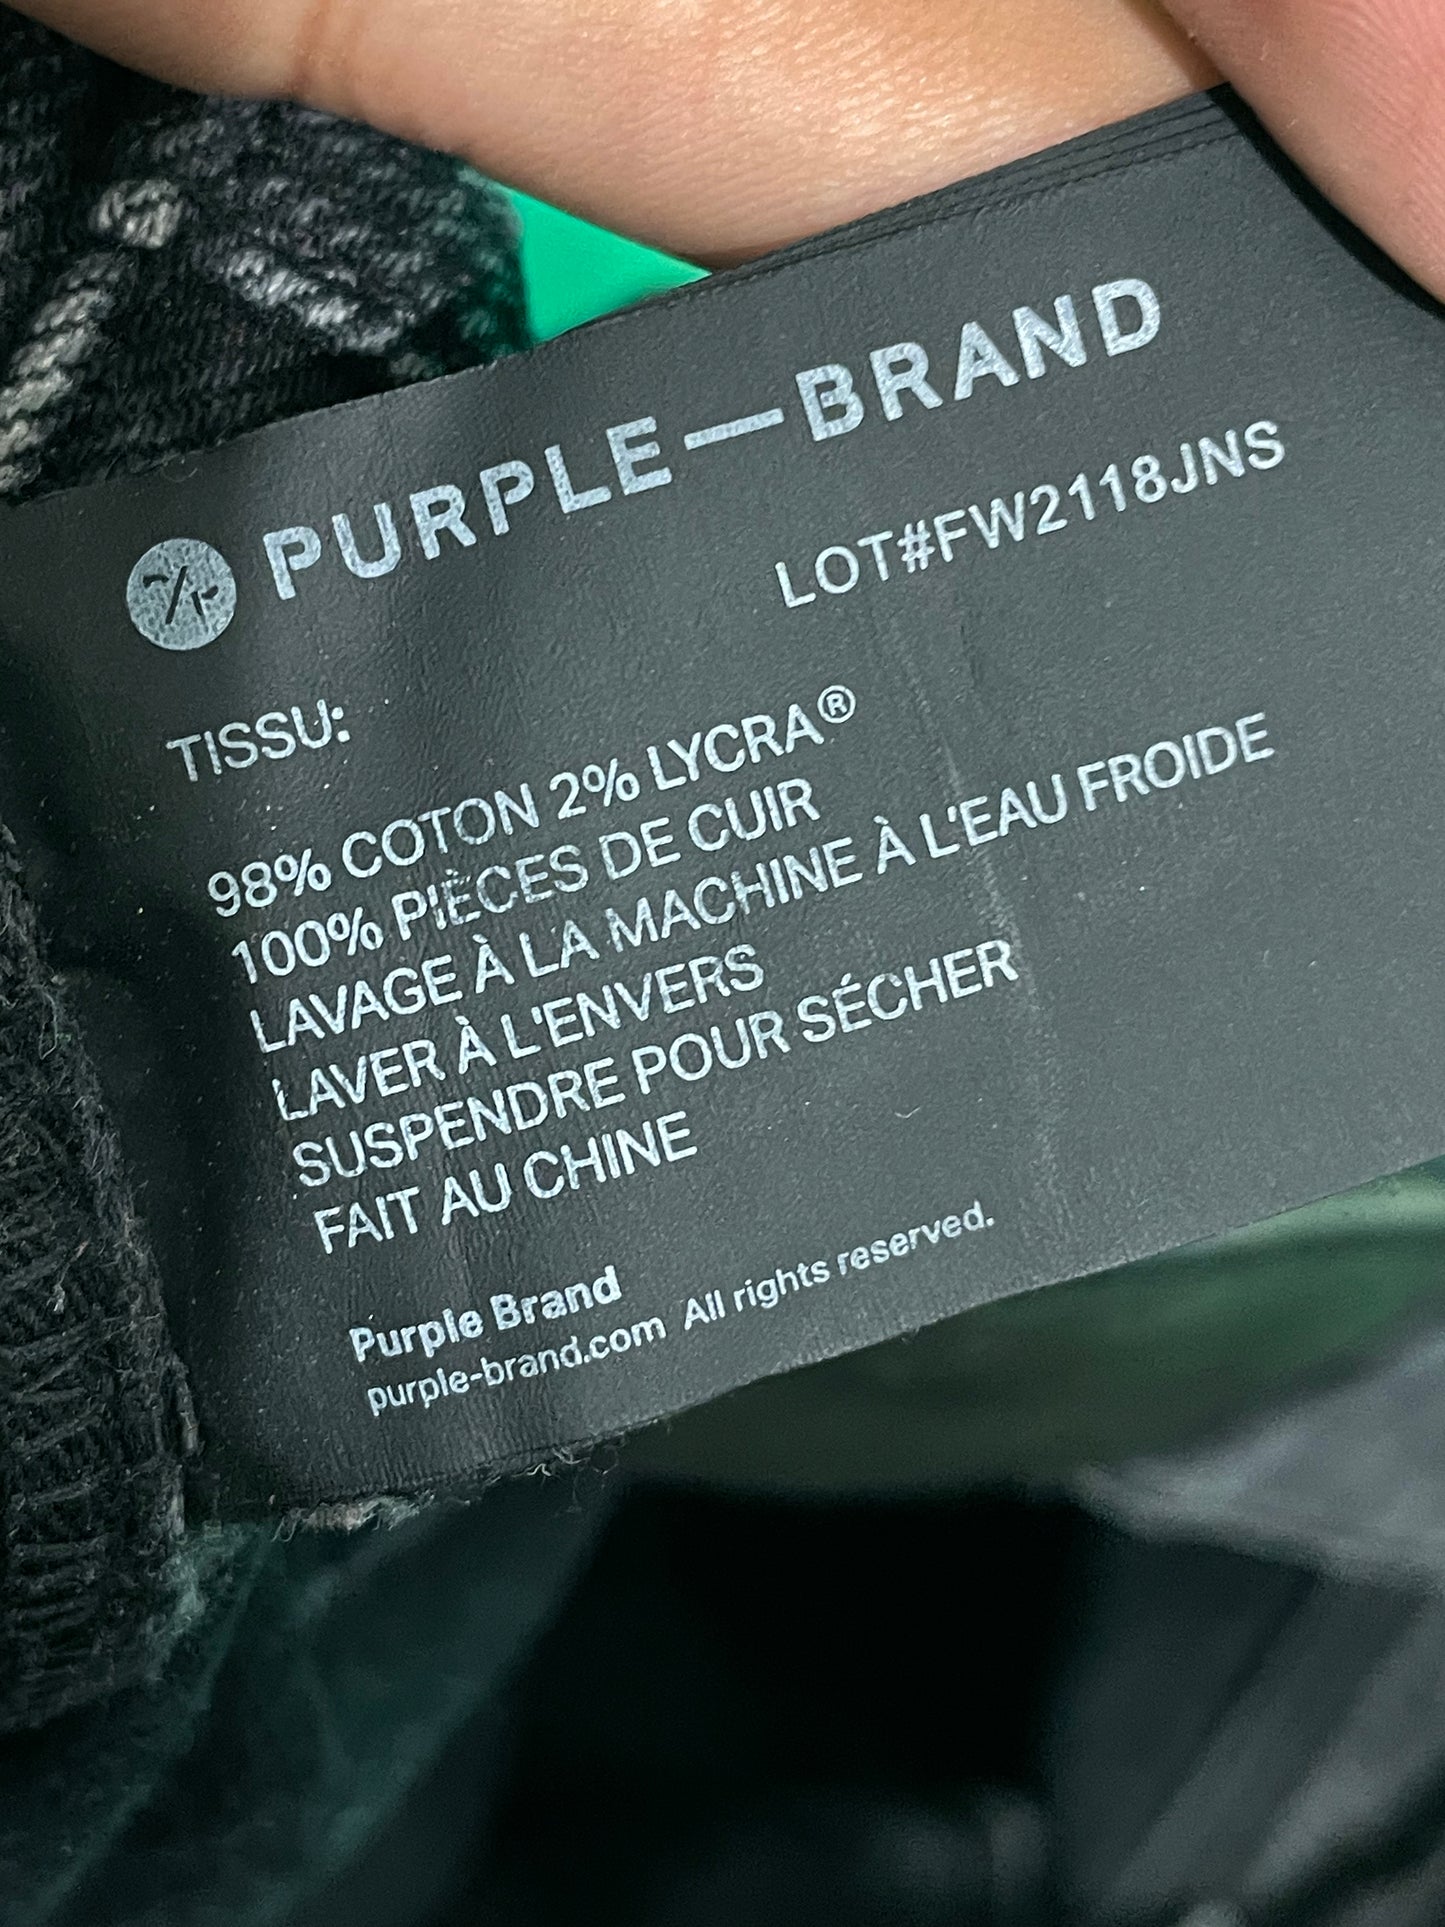 PURPLE—BRAND
LOT#FW2118JNS
TISSU:
98% COTON 2% LYCRA®
100% PIÈCES DE CUIR
LAVAGE À LA MACHINE À L'EAU FROIDE
LAVER À L'ENVERS
SUSPENDRE POUR SÉCHER
FAIT AU CHINE
Purple Brand
purple-brand.com All rights reserved.